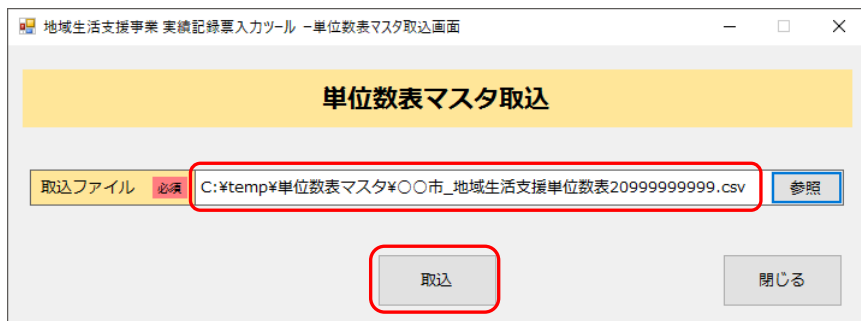 地域生活支援事業 実績記録票入力ツール －単位数表マスタ取込画面
単位数表マスタ取込
取込ファイル 必須 C:¥temp¥単位数表マスタ¥〇〇市_地域生活支援単位数表20999999999.csv 参照
取込 閉じる